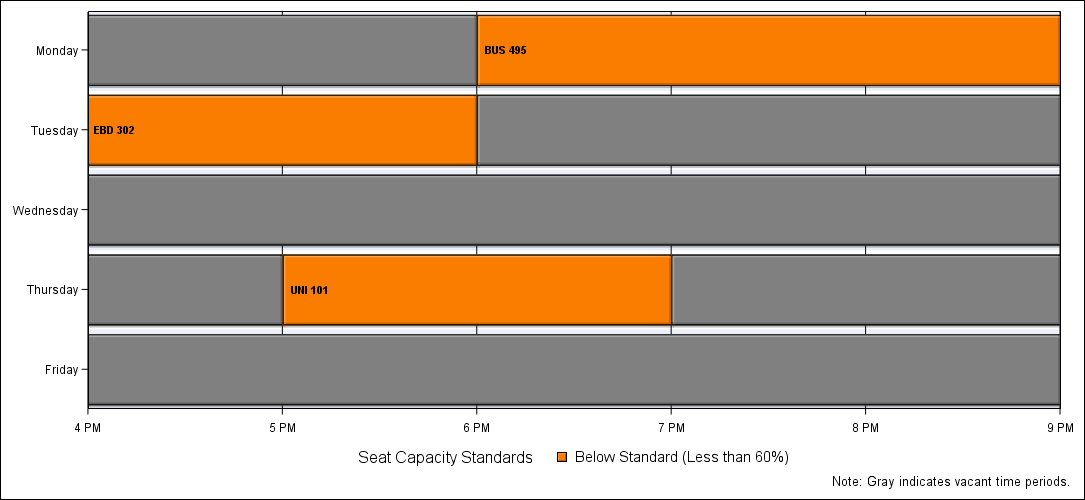 Monday
BUS 495
Tuesday
EBD 302
Wednesday
Thursday
UNI 101
Friday
4 PM 5 PM 6 PM 7 PM 8 PM 9 PM
Seat Capacity Standards Below Standard (Less than 60%)
Note: Gray indicates vacant time periods.